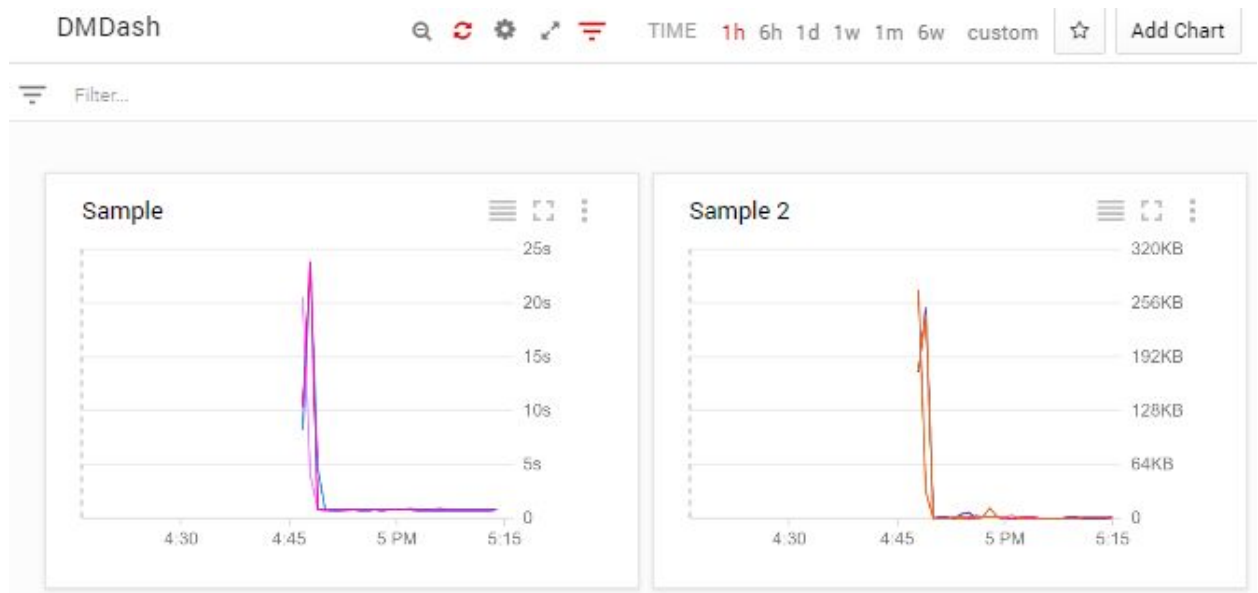 DMDash TIME 1h 6h 1d 1w 1m 6w custom Add Chart
Filter...
Sample
25s
20s
15s
10s
5s
0
4:30 4:45 5 PM 5:15
Sample 2
320KB
256KB
192KB
128KB
64KB
0
4:30 4:45 5 PM 5:15